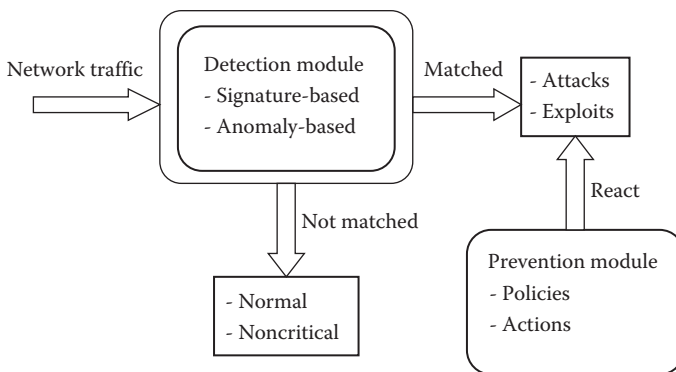 Network traffic
Detection module
- Signature-based
- Anomaly-based
Matched
- Attacks
- Exploits
React
Not matched
- Normal
- Noncritical
Prevention module
- Policies
- Actions